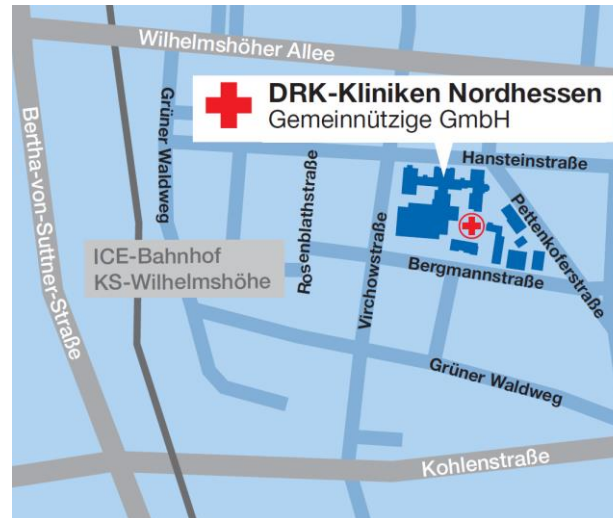 Wilhelmshöher Allee
DRK-Kliniken Nordhessen
Gemeinnützige GmbH
Grüner Waldweg
Bertha-von-Suttner-Straße
Hansteinstraße
Rosenblathstraße
Virchowstraße
Pettenkoferstraße
ICE-Bahnhof
KS-Wilhelmshöhe
Bergmannstraße
Grüner Waldweg
Kohlenstraße